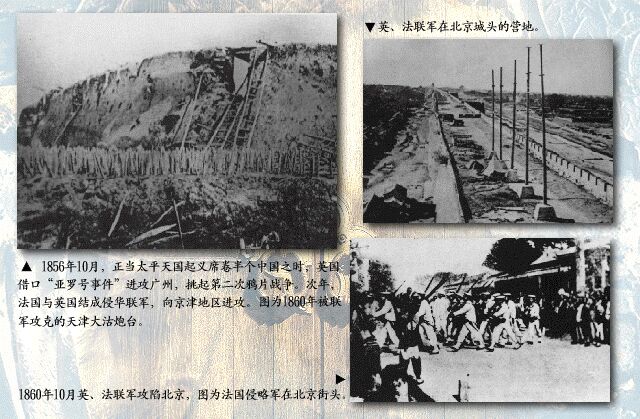 ▼英、法联军在北京城头的营地。
▲ 1856年10月，正当太平天国起义席卷半个中国之时，英国
借口“亚罗号事件”进攻广州，挑起第二次鸦片战争。次年，
法国与英国结成侵华联军，向京津地区进攻。图为1860年被联
军攻克的天津大沽炮台。
▶
1860年10月英、法联军攻陷北京，图为法国侵略军在北京街头。